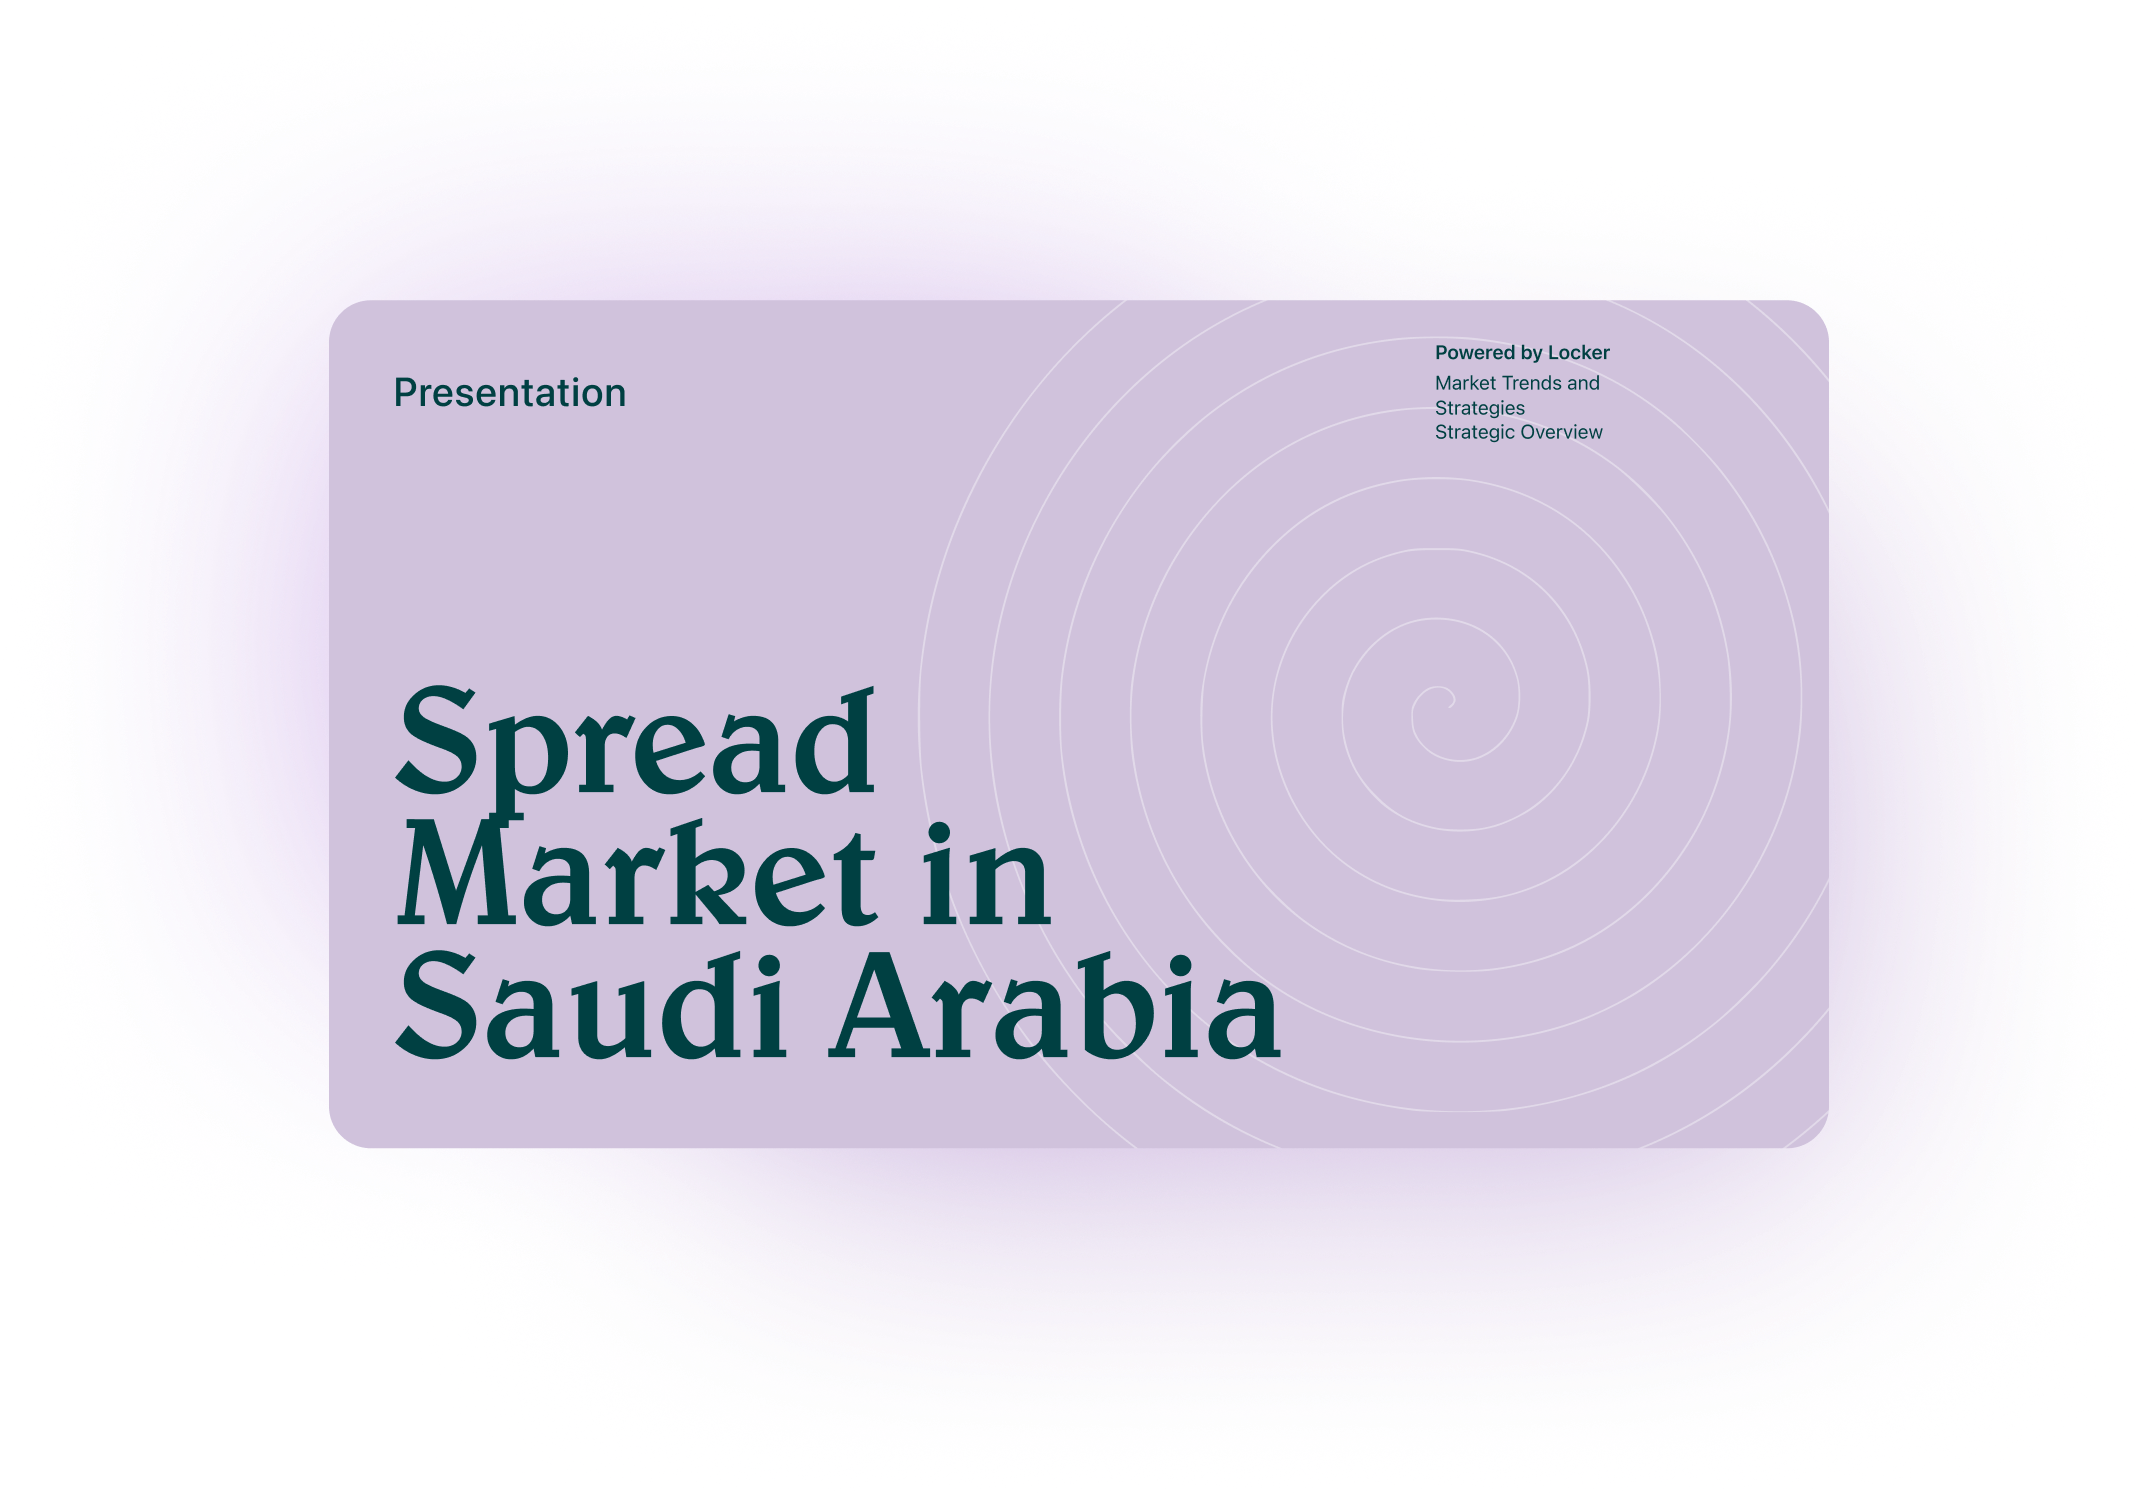 Presentation
Powered by Locker
Market Trends and
Strategies
Strategic Overview
Spread
Market in
Saudi Arabia